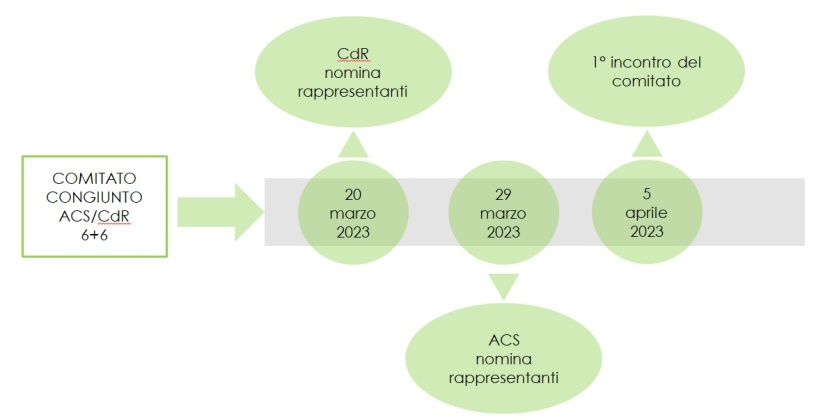 CdR
nomina
rappresentanti
1° incontro del
comitato
COMITATO
CONGIUNTO
ACS/CdR
6+6
20
marzo
2023
29
marzo
2023
5
aprile
2023
ACS
nomina
rappresentanti